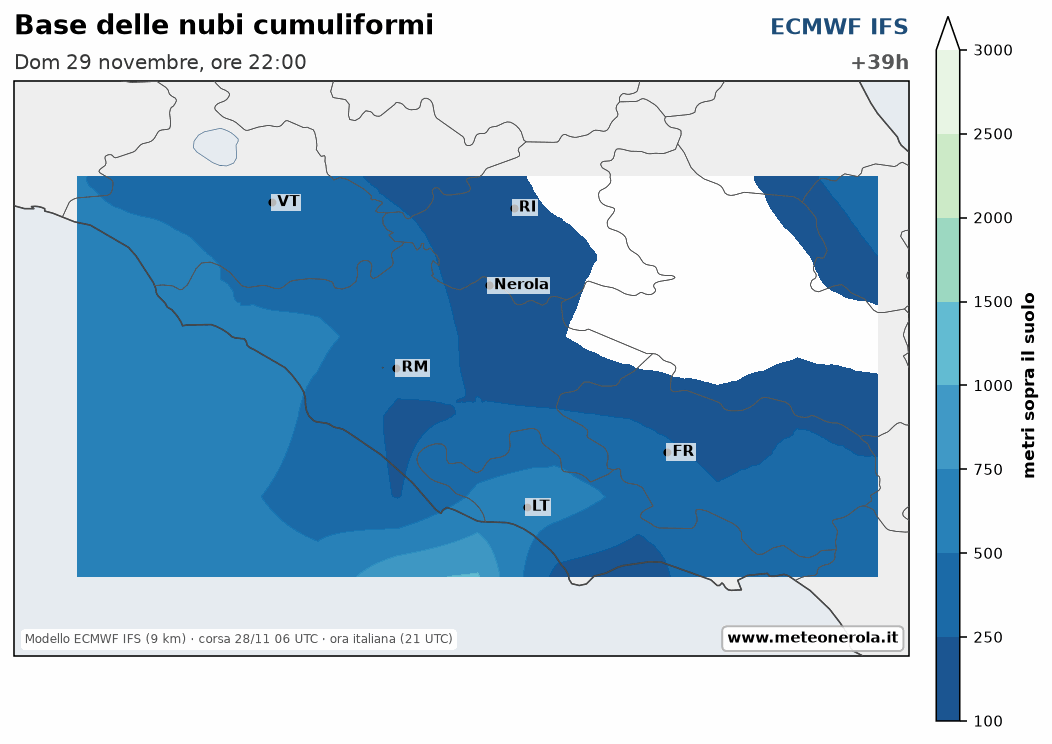 Base delle nubi cumuliformi
ECMWF IFS
Dom 29 novembre, ore 22:00
+39h
3000
2500
2000
1500
1000
750
500
250
100
metri sopra il suolo
VT
RI
Nerola
RM
FR
LT
Modello ECMWF IFS (9 km) · corsa 28/11 06 UTC · ora italiana (21 UTC)
www.meteonerola.it